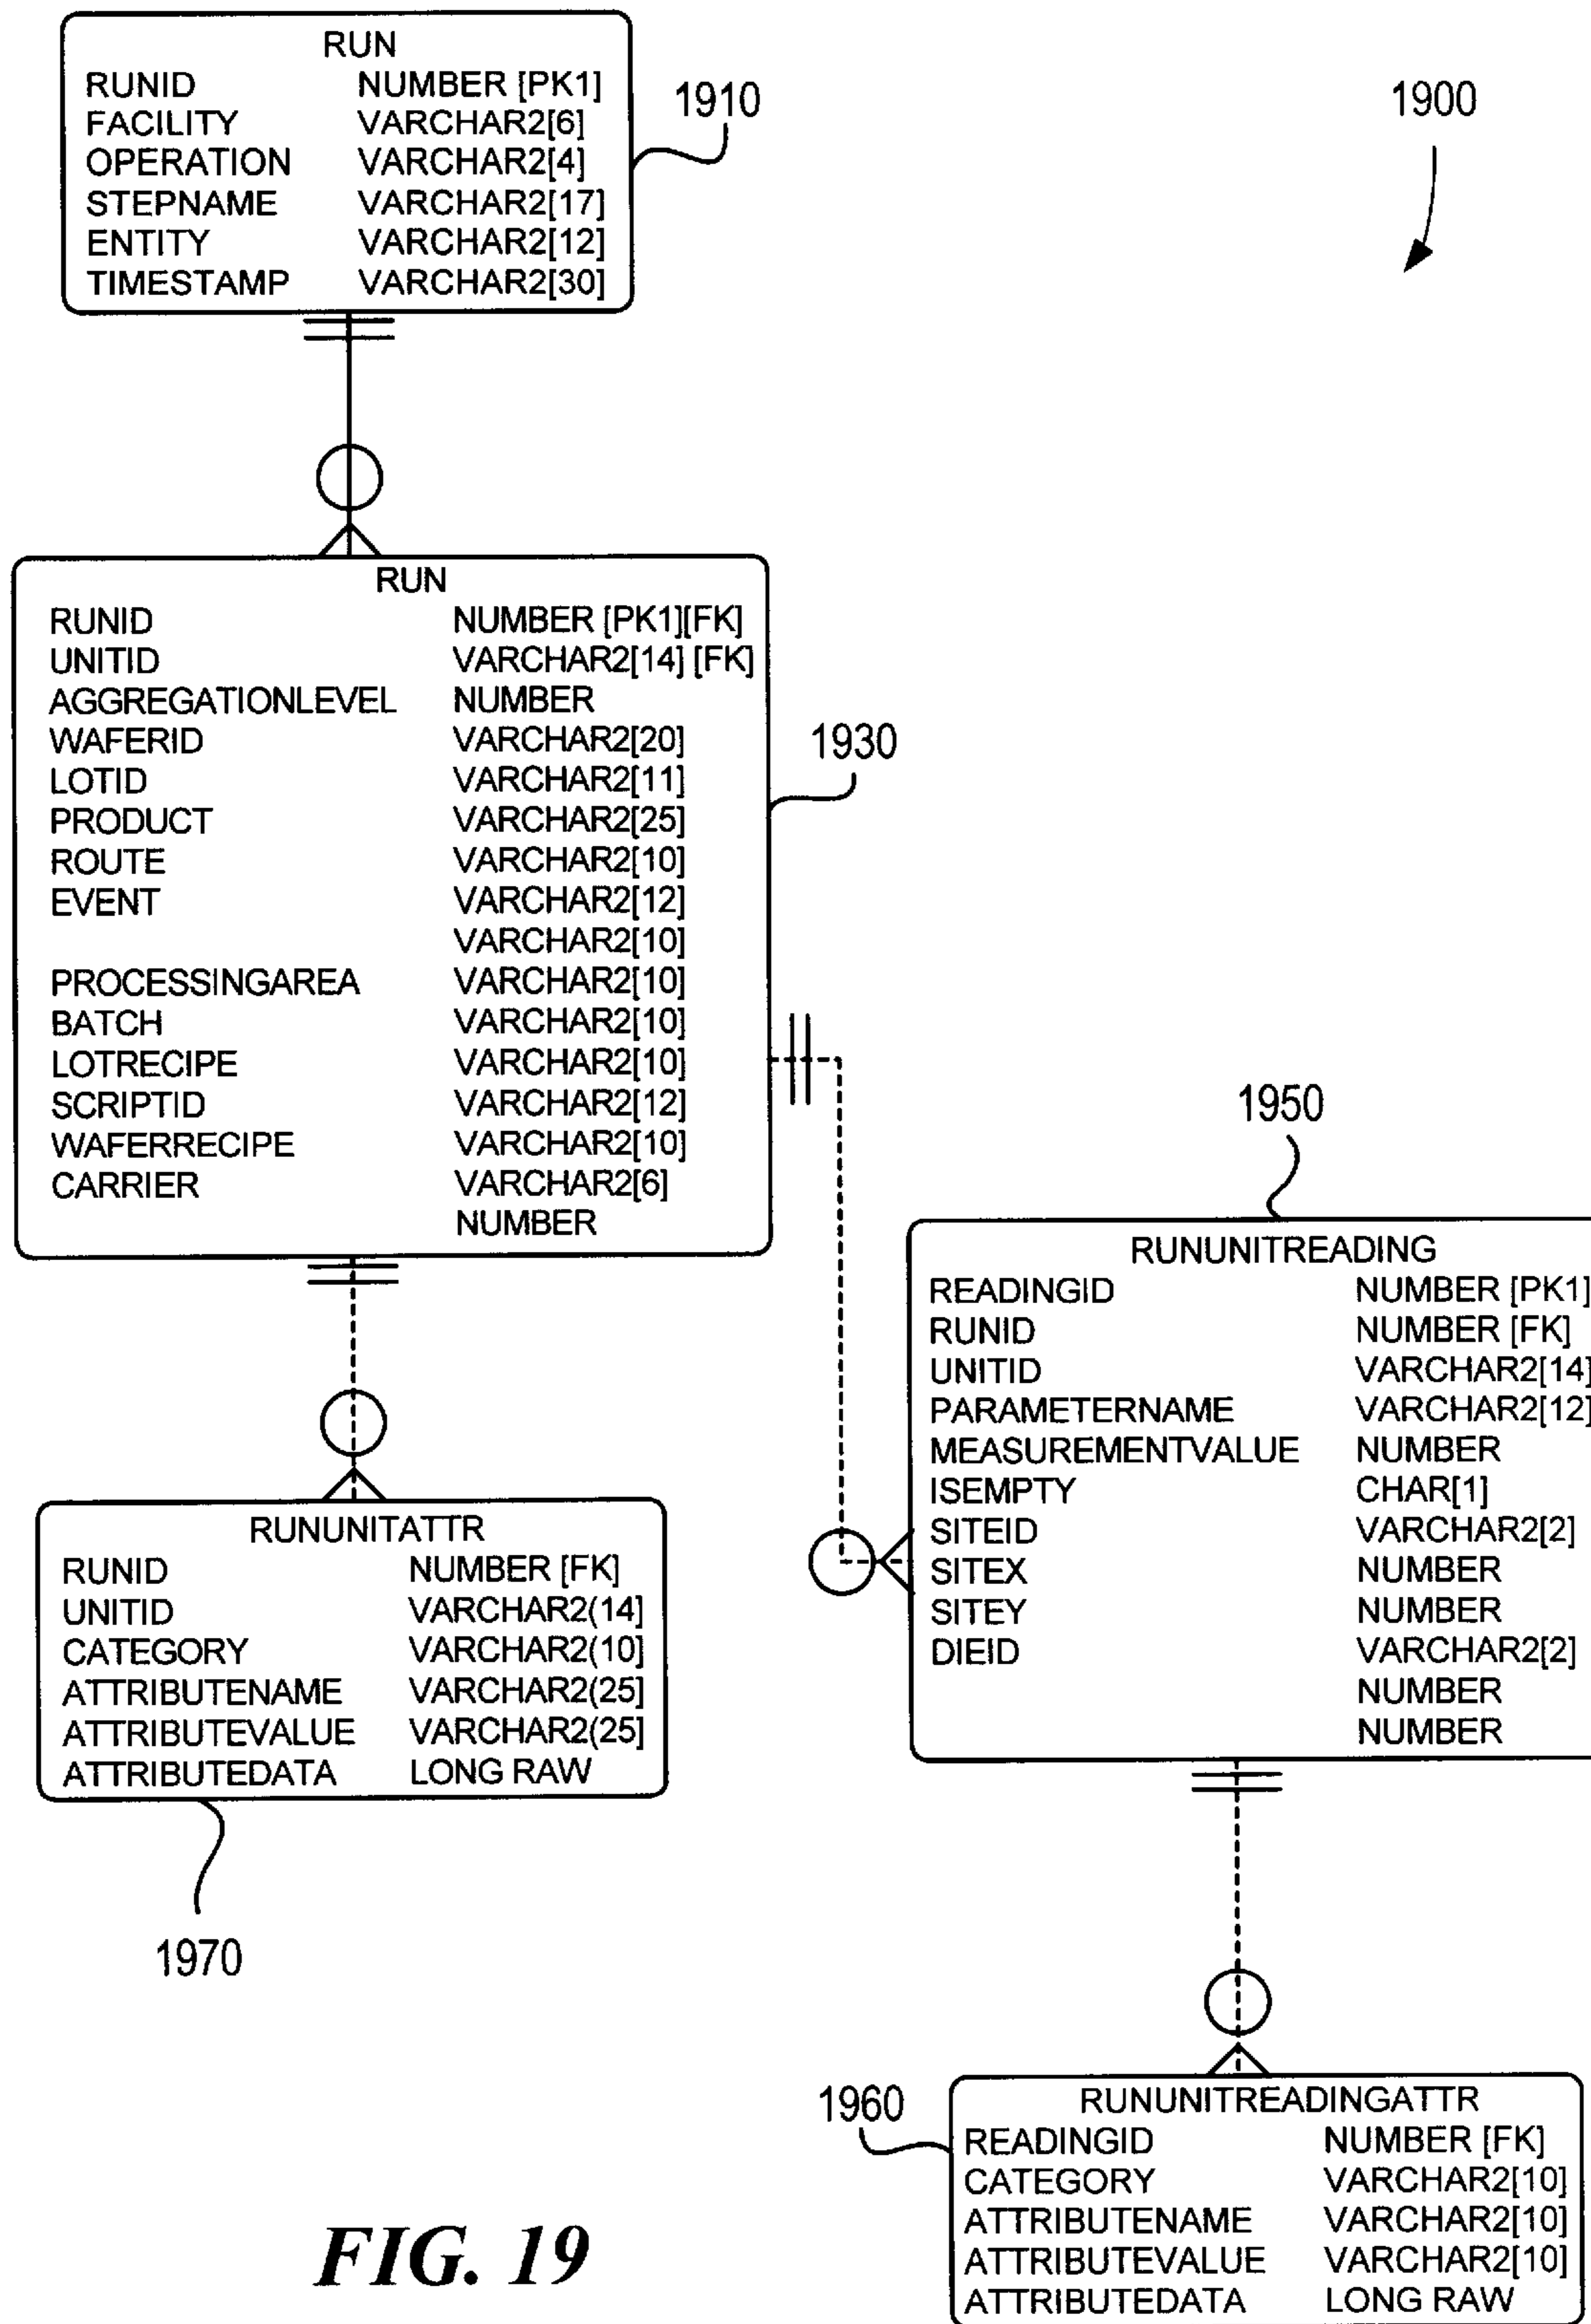 RUN
RUNID NUMBER [PK1]
FACILITY VARCHAR2[6]
OPERATION VARCHAR2[4]
STEPNAME VARCHAR2[17]
ENTITY VARCHAR2[12]
TIMESTAMP VARCHAR2[30]
1910
1900
RUN
RUNID NUMBER [PK1][FK]
UNITID VARCHAR2[14] [FK]
AGGREGATIONLEVEL NUMBER
WAFERID VARCHAR2[20]
LOTID VARCHAR2[11]
PRODUCT VARCHAR2[25]
ROUTE VARCHAR2[10]
EVENT VARCHAR2[12]
VARCHAR2[10]
PROCESSINGAREA VARCHAR2[10]
BATCH VARCHAR2[10]
LOTRECIPE VARCHAR2[10]
SCRIPTID VARCHAR2[12]
WAFERRECIPE VARCHAR2[10]
CARRIER VARCHAR2[6]
NUMBER
1930
1950
RUNUNITREADING
READINGID NUMBER [PK1]
RUNID NUMBER [FK]
UNITID VARCHAR2[14]
PARAMETERNAME VARCHAR2[12]
MEASUREMENTVALUE NUMBER
ISEMPTY CHAR[1]
SITEID VARCHAR2[2]
SITEX NUMBER
SITEY NUMBER
DIEID VARCHAR2[2]
NUMBER
NUMBER
RUNUNITATTR
RUNID NUMBER [FK]
UNITID VARCHAR2(14]
CATEGORY VARCHAR2(10]
ATTRIBUTENAME VARCHAR2(25]
ATTRIBUTEVALUE VARCHAR2(25]
ATTRIBUTEDATA LONG RAW
1970
1960
RUNUNITREADINGATTR
READINGID NUMBER [FK]
CATEGORY VARCHAR2[10]
ATTRIBUTENAME VARCHAR2[10]
ATTRIBUTEVALUE VARCHAR2[10]
ATTRIBUTEDATA LONG RAW
FIG. 19